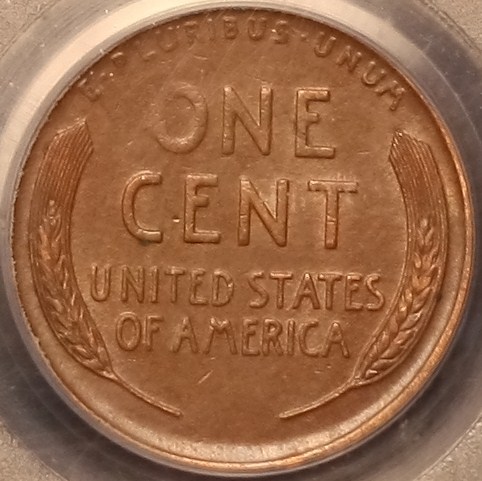 E·PLURIBUS·UNUM
ONE
CENT
UNITED STATES
OF AMERICA